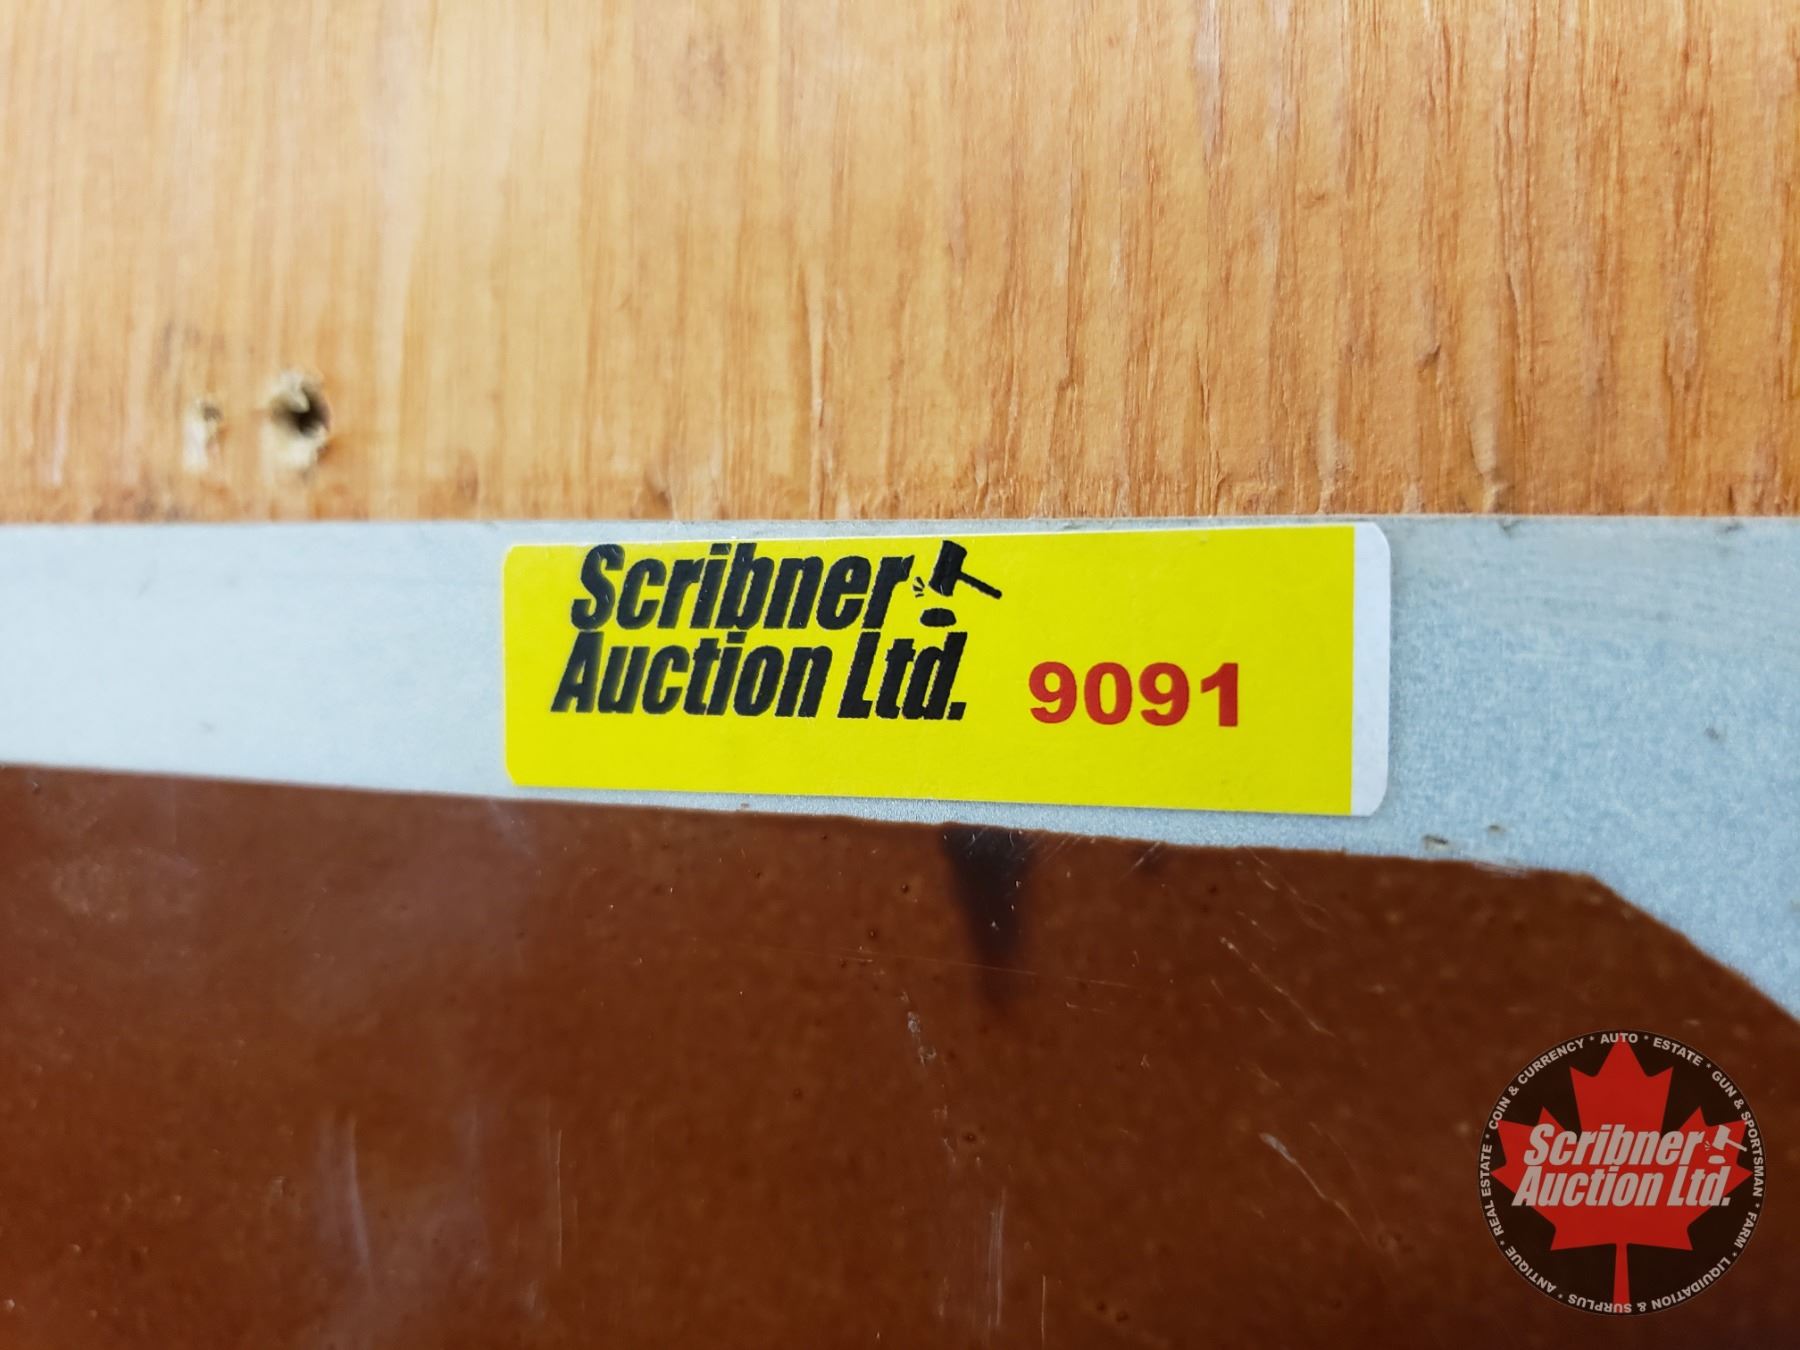 Scribner
Auction Ltd. 9091
COIN & CURRENCY * AUTO * ESTATE * GUN & SPORTSMAN * FARM * LIQUIDATION & SURPLUS * ANTIQUE * REAL ESTATE *
Scribner
Auction Ltd.